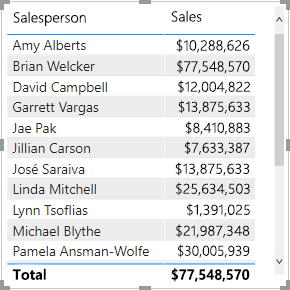 Salesperson Sales
Amy Alberts $10,288,626
Brian Welcker $77,548,570
David Campbell $12,004,822
Garrett Vargas $13,875,633
Jae Pak $8,410,883
Jillian Carson $7,633,387
José Saraiva $13,875,633
Linda Mitchell $25,634,503
Lynn Tsoflias $1,391,025
Michael Blythe $21,987,348
Pamela Ansman-Wolfe $30,005,939
Total $77,548,570